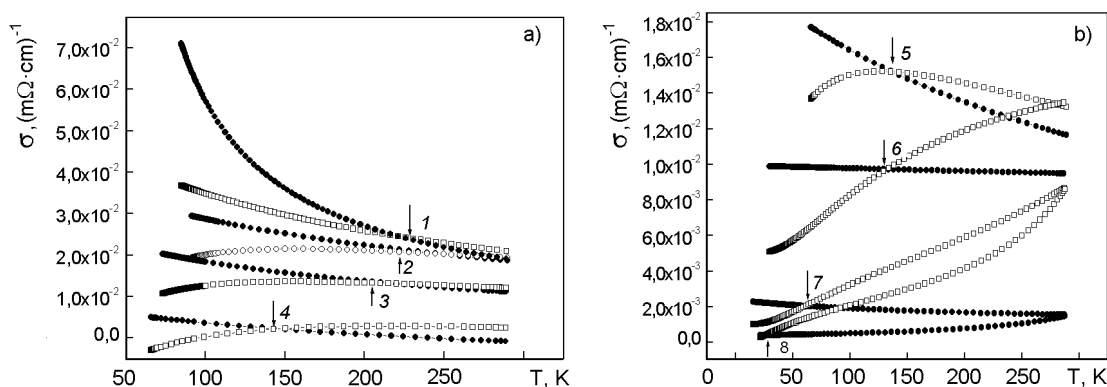 a)
σ, (mΩ·cm)⁻¹
7,0x10⁻²
6,0x10⁻²
5,0x10⁻²
4,0x10⁻²
3,0x10⁻²
2,0x10⁻²
1,0x10⁻²
0,0
1
2
3
4
50 100 150 200 250 T, K
b)
σ, (mΩ·cm)⁻¹
1,8x10⁻²
1,6x10⁻²
1,4x10⁻²
1,2x10⁻²
1,0x10⁻²
8,0x10⁻³
6,0x10⁻³
4,0x10⁻³
2,0x10⁻³
0,0
5
6
7
8
0 50 100 150 200 250 T, K